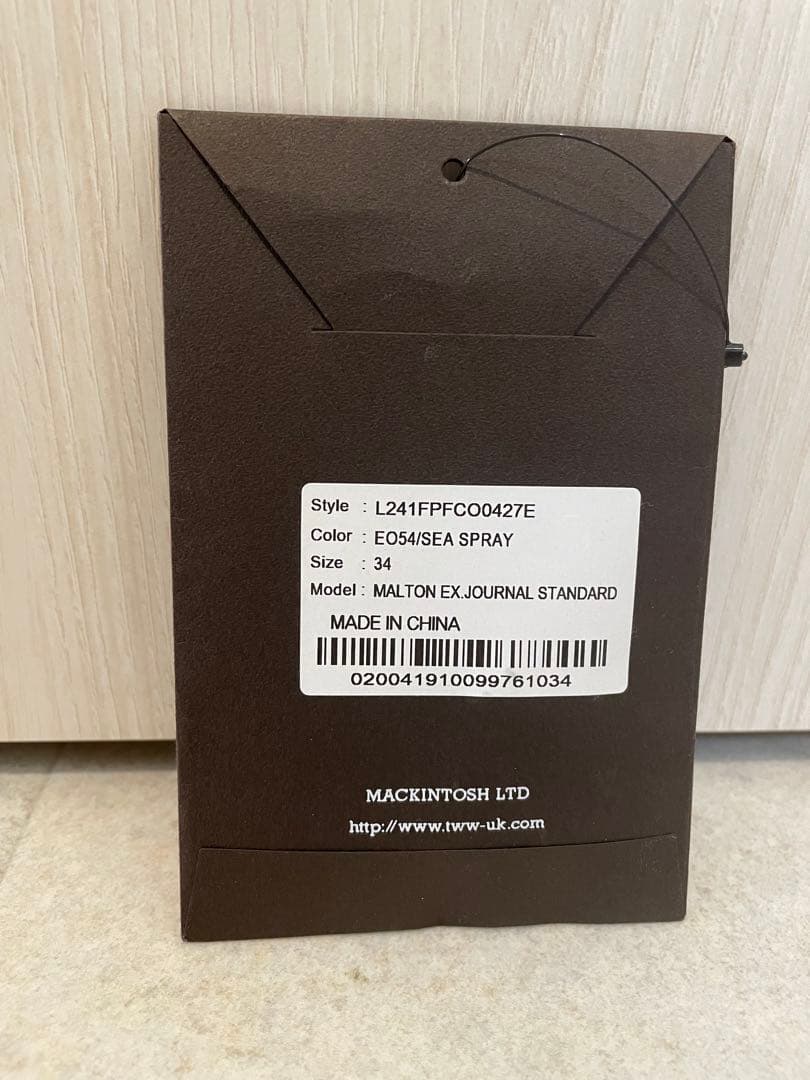 Style : L241FPFCO0427E
Color : EO54/SEA SPRAY
Size : 34
Model : MALTON EX.JOURNAL STANDARD
MADE IN CHINA
020041910099761034
MACKINTOSH LTD
http://www.tww-uk.com